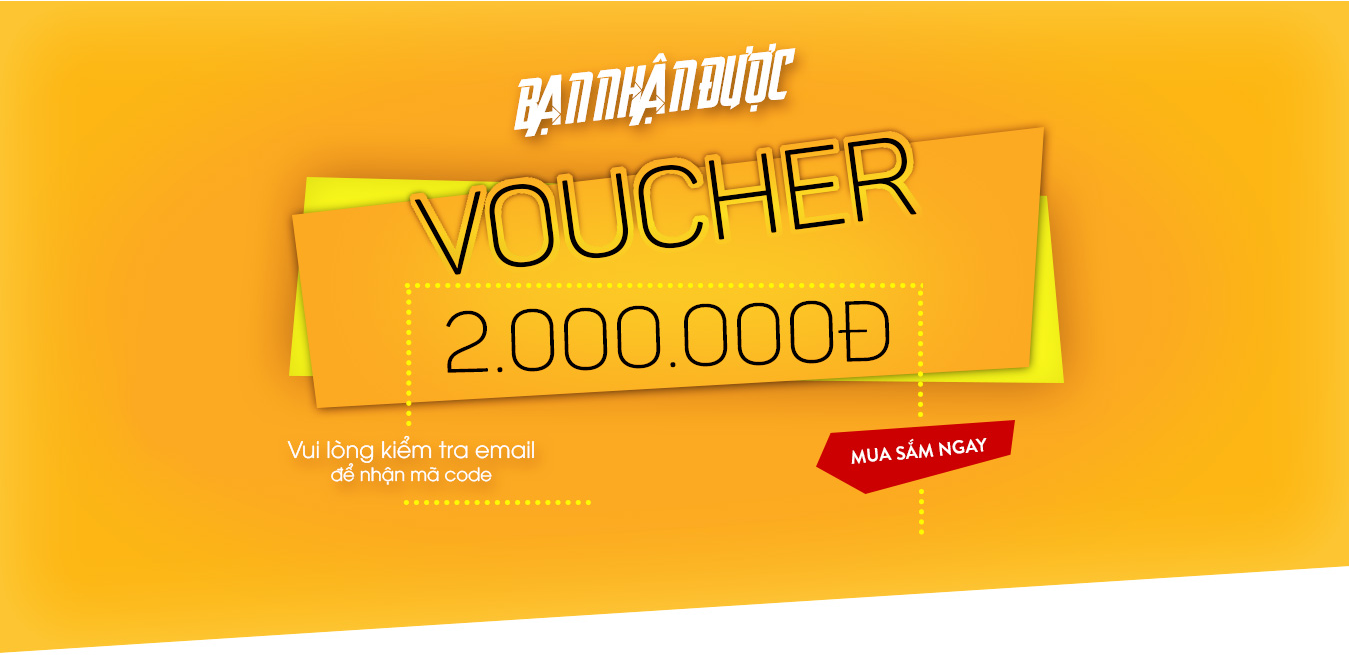 BẠN NHẬN ĐƯỢC
VOUCHER
2.000.000Đ
Vui lòng kiểm tra email
để nhận mã code
MUA SẮM NGAY